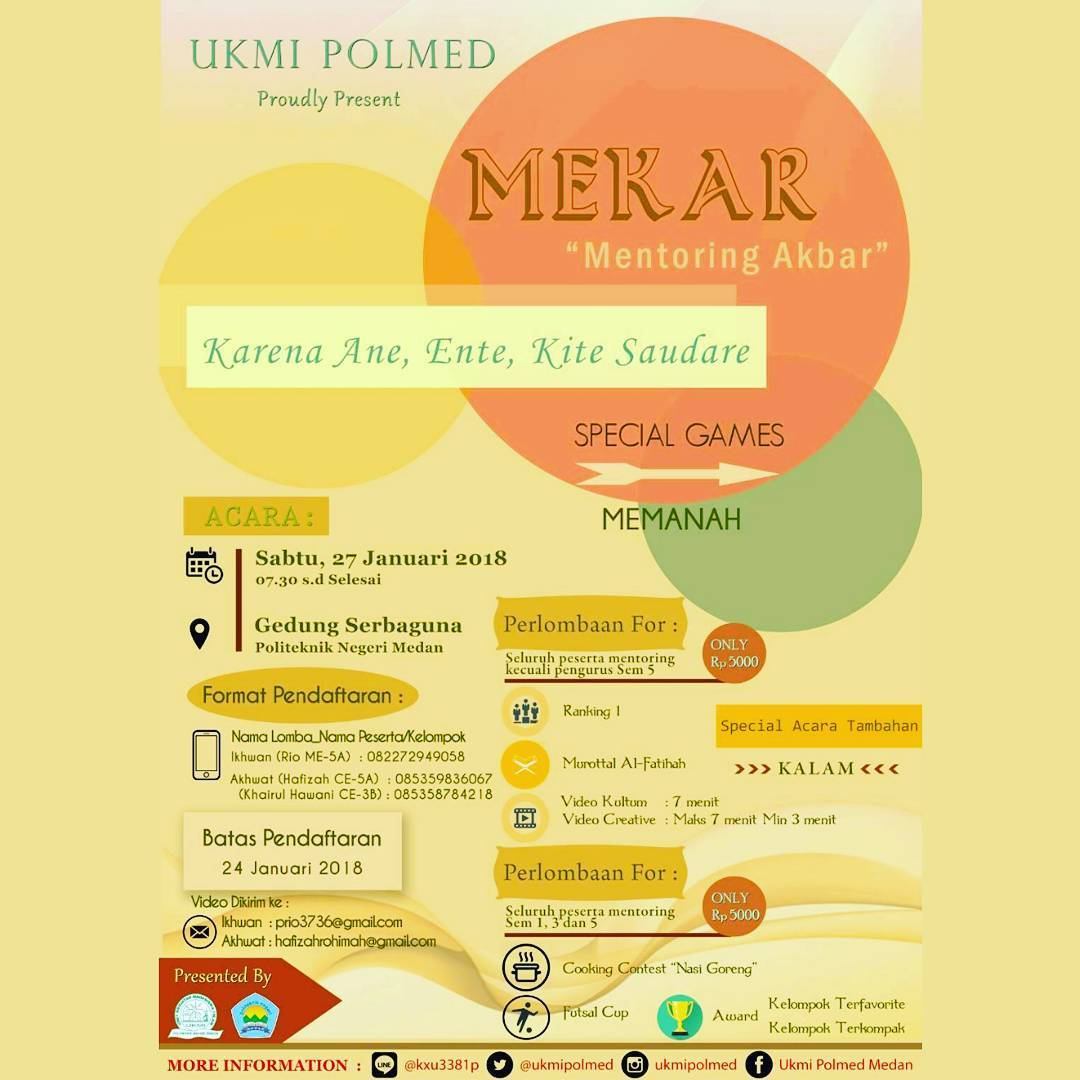 UKMI POLMED
Proudly Present
MEKAR
“Mentoring Akbar”
Karena Ane, Ente, Kite Saudare
SPECIAL GAMES
MEMANAH
ACARA :
Sabtu, 27 Januari 2018
07.30 s.d Selesai
Gedung Serbaguna
Politeknik Negeri Medan
Format Pendaftaran :
Nama Lomba_Nama Peserta/Kelompok
Ikhwan (Rio ME-5A) : 082272949058
Akhwat (Hafizah CE-5A) : 085359836067
(Khairul Hawani CE-3B) : 085358784218
Batas Pendaftaran
24 Januari 2018
Video Dikirim ke :
Ikhwan : prio3736@gmail.com
Akhwat : hafizahrohimah@gmail.com
Presented By
Perlombaan For :
Seluruh peserta mentoring
kecuali pengurus Sem 5
ONLY
Rp 5000
Ranking 1
Murottal Al-Fatihah
Video Kultum : 7 menit
Video Creative : Maks 7 menit Min 3 menit
Special Acara Tambahan
>>> KALAM <<<
Perlombaan For :
Seluruh peserta mentoring
Sem 1, 3 dan 5
ONLY
Rp 5000
Cooking Contest “Nasi Goreng”
Futsal Cup
Award
Kelompok Terfavorite
Kelompok Terkompak
MORE INFORMATION : LINE @kxu3381p @ukmipolmed ukmipolmed Ukmi Polmed Medan